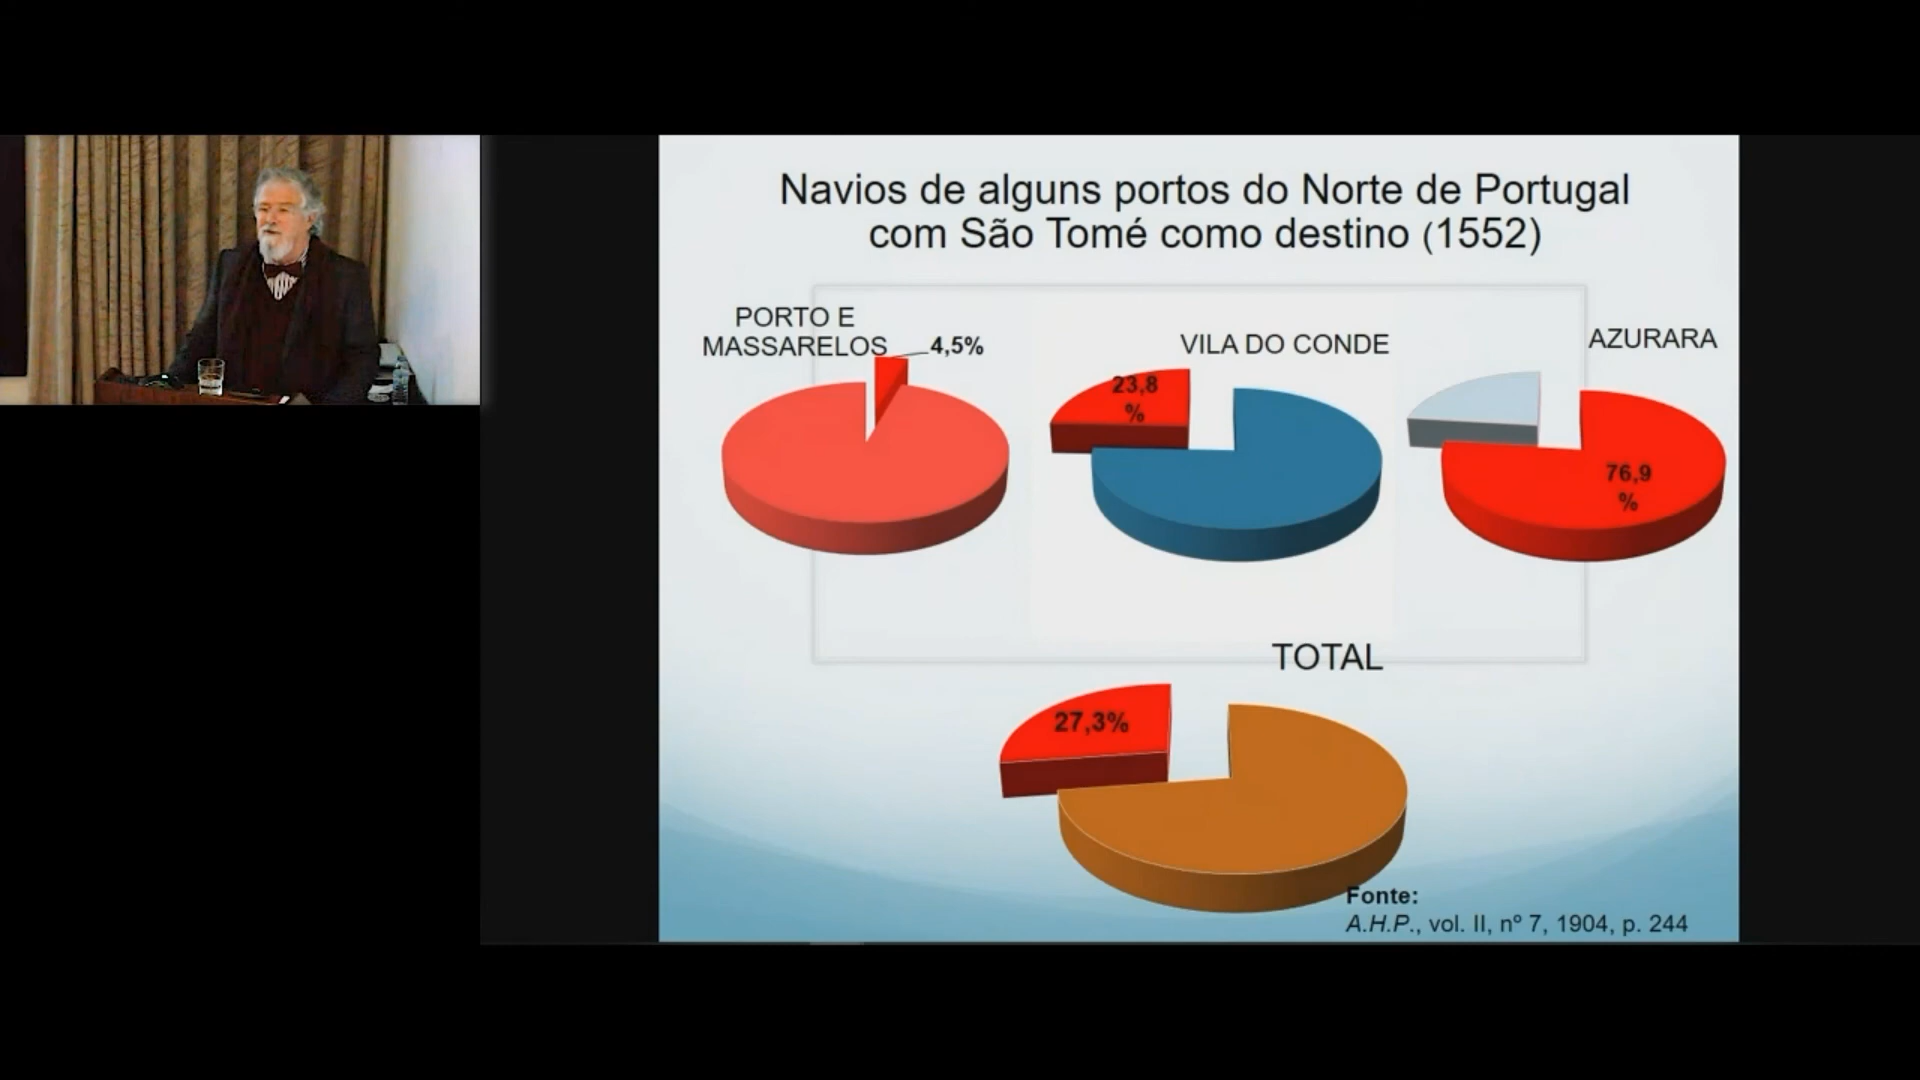 Navios de alguns portos do Norte de Portugal
com São Tomé como destino (1552)
PORTO E
MASSARELOS
4,5%
VILA DO CONDE
23,8
%
AZURARA
76,9
%
TOTAL
27,3%
Fonte:
A.H.P., vol. II, nº 7, 1904, p. 244